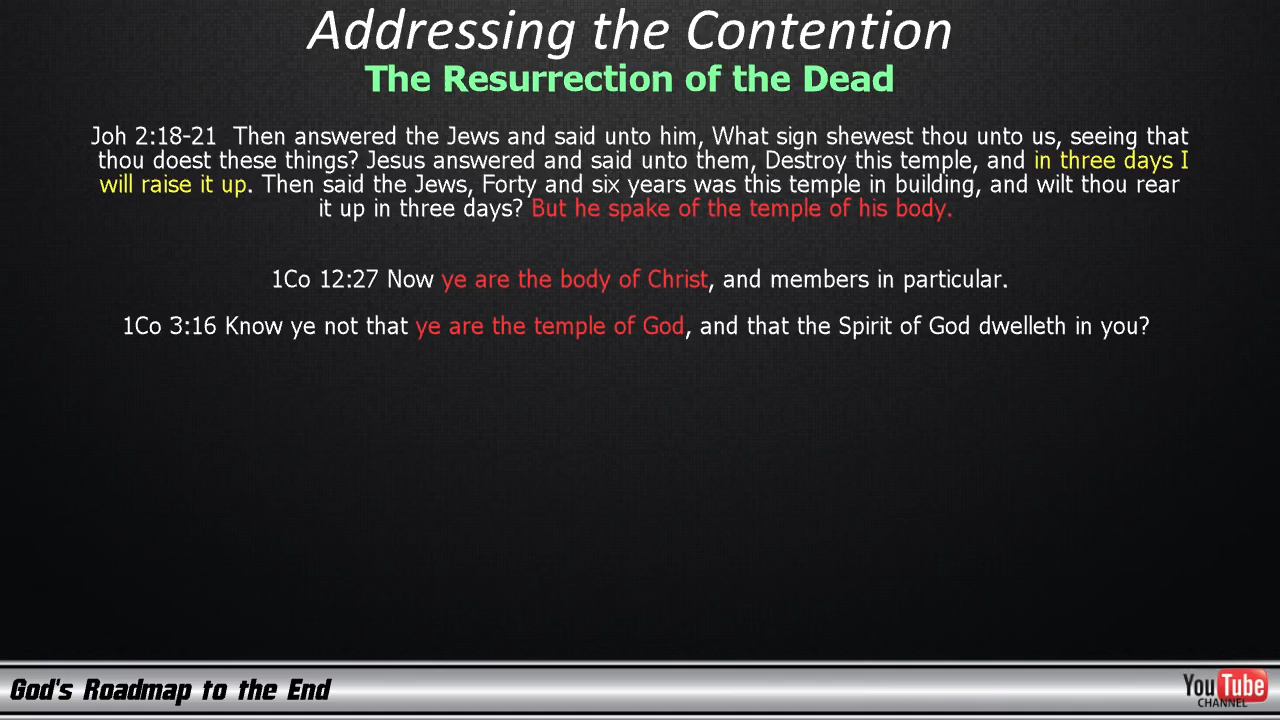 Addressing the Contention
The Resurrection of the Dead
Joh 2:18-21 Then answered the Jews and said unto him, What sign shewest thou unto us, seeing that
thou doest these things? Jesus answered and said unto them, Destroy this temple, and in three days I
will raise it up. Then said the Jews, Forty and six years was this temple in building, and wilt thou rear
it up in three days? But he spake of the temple of his body.
1Co 12:27 Now ye are the body of Christ, and members in particular.
1Co 3:16 Know ye not that ye are the temple of God, and that the Spirit of God dwelleth in you?
God's Roadmap to the End
YouTube
CHANNEL